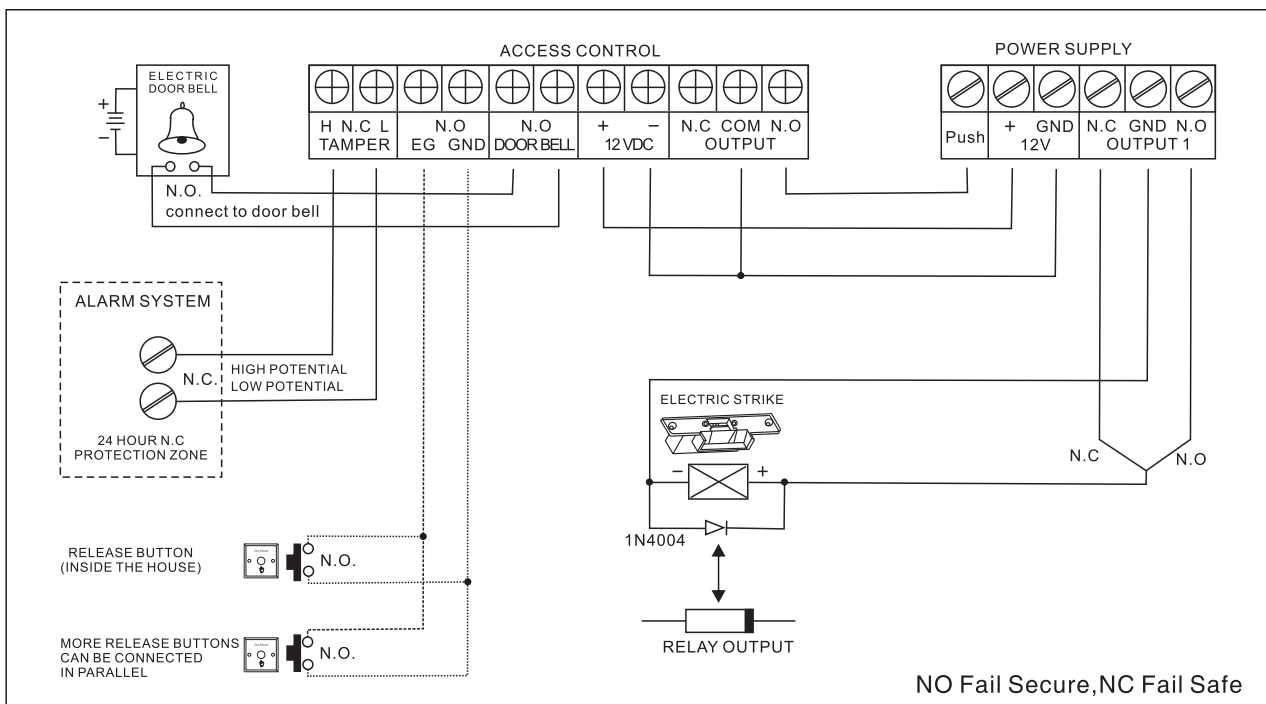 ACCESS CONTROL
POWER SUPPLY
ELECTRIC
DOOR BELL
+
−
N.O.
connect to door bell
H N.C L
TAMPER
N.O
EG GND
N.O
DOOR BELL
+ −
12 VDC
N.C COM N.O
OUTPUT
Push
+ GND
12V
N.C GND N.O
OUTPUT 1
ALARM SYSTEM
N.C.
HIGH POTENTIAL
LOW POTENTIAL
24 HOUR N.C
PROTECTION ZONE
ELECTRIC STRIKE
− +
1N4004
RELAY OUTPUT
N.C
N.O
RELEASE BUTTON
(INSIDE THE HOUSE)
N.O.
MORE RELEASE BUTTONS
CAN BE CONNECTED
IN PARALLEL
N.O.
NO Fail Secure,NC Fail Safe